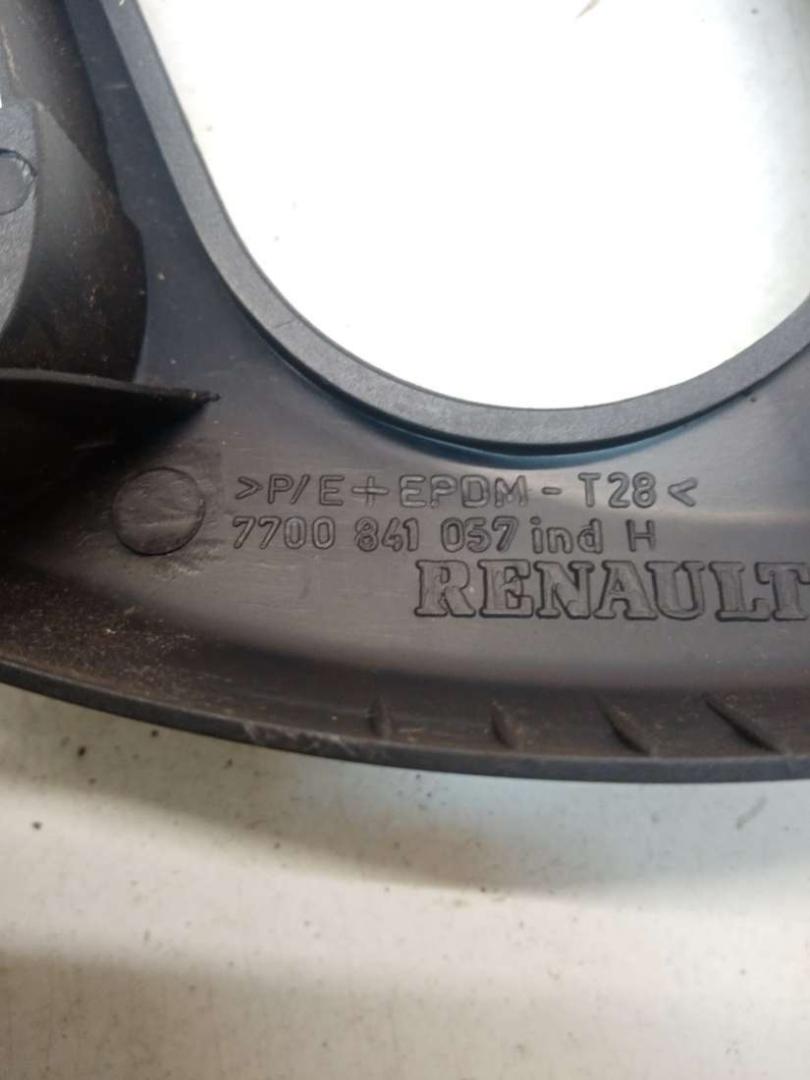 >P/E+EPDM-T28<
7700 841 057 ind H
RENAULT